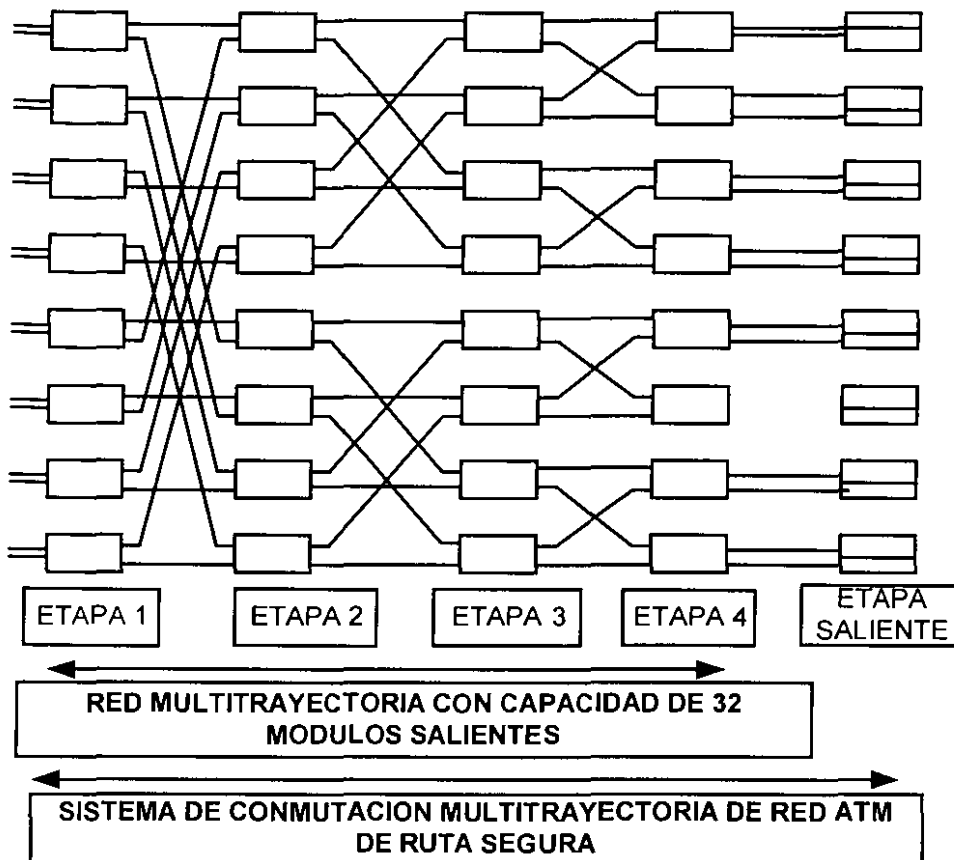 ETAPA 1
ETAPA 2
ETAPA 3
ETAPA 4
ETAPA
SALIENTE
RED MULTITRAYECTORIA CON CAPACIDAD DE 32
MODULOS SALIENTES
SISTEMA DE CONMUTACION MULTITRAYECTORIA DE RED ATM
DE RUTA SEGURA